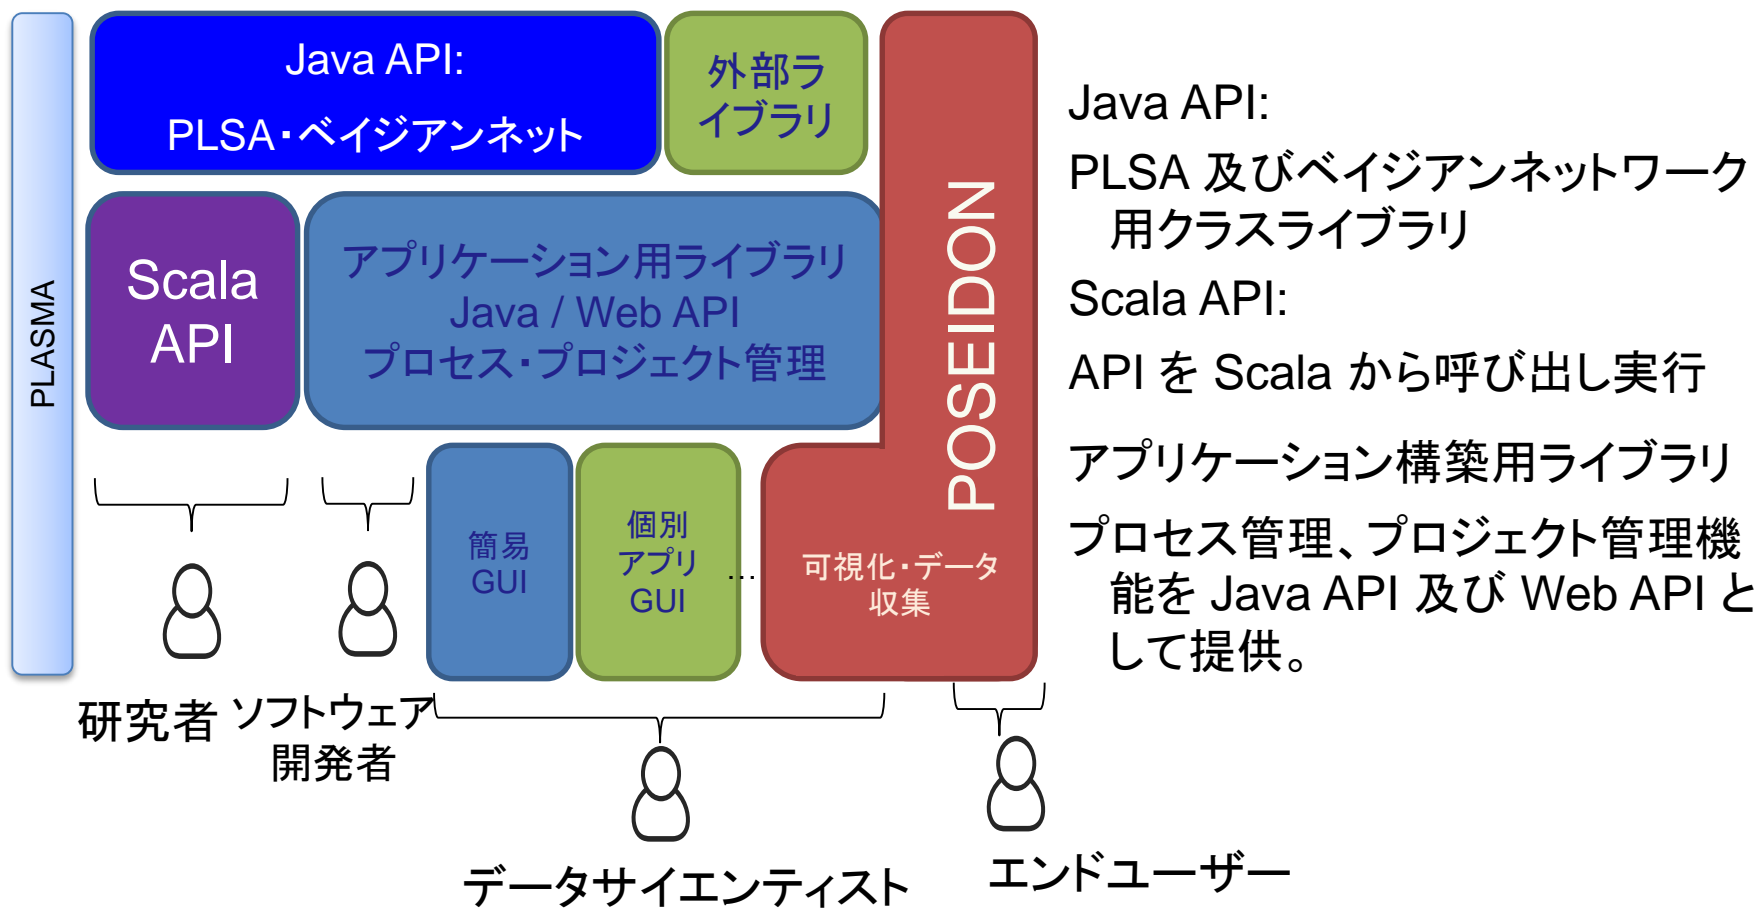 PLASMA
Java API:
PLSA・ベイジアンネット
外部ラ
イブラリ
Scala
API
アプリケーション用ライブラリ
Java / Web API
プロセス・プロジェクト管理
POSEIDON
簡易
GUI
個別
アプリ
GUI
…
可視化・データ
収集
研究者
ソフトウェア
開発者
データサイエンティスト
エンドユーザー
Java API:
PLSA 及びベイジアンネットワーク
用クラスライブラリ
Scala API:
API を Scala から呼び出し実行
アプリケーション構築用ライブラリ
プロセス管理、プロジェクト管理機
能を Java API 及び Web API と
して提供。